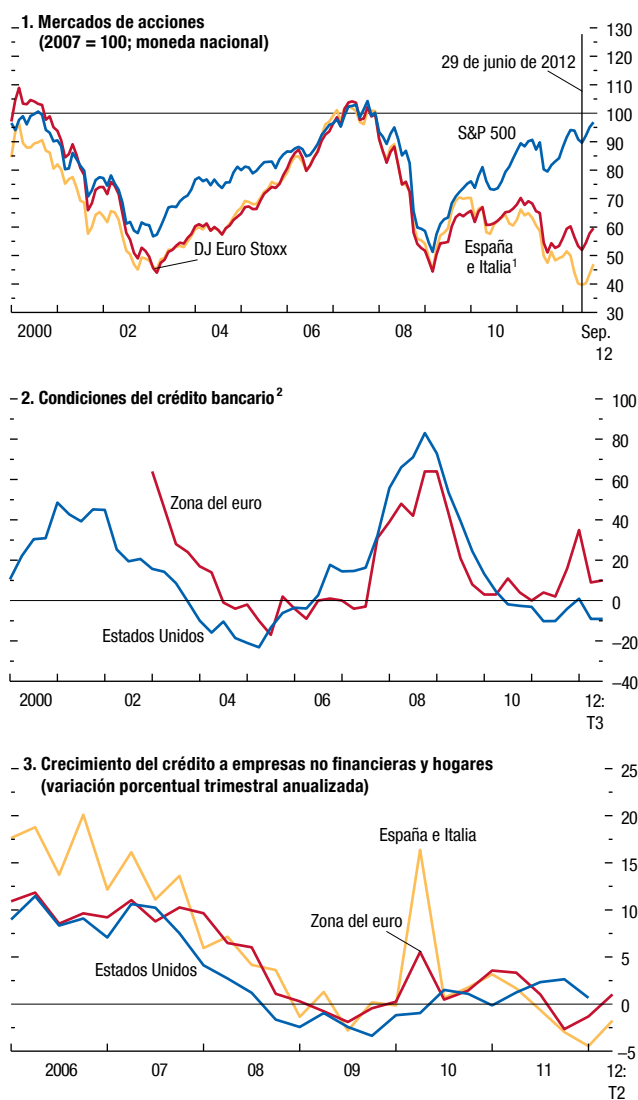 1. Mercados de acciones
(2007 = 100; moneda nacional)
130
120
110
100
90
80
70
60
50
40
30
29 de junio de 2012
S&P 500
DJ Euro Stoxx
España
e Italia1
2000
02
04
06
08
10
Sep.
12
2. Condiciones del crédito bancario2
100
80
60
40
20
0
–20
–40
Zona del euro
Estados Unidos
2000
02
04
06
08
10
12:
T3
3. Crecimiento del crédito a empresas no financieras y hogares
(variación porcentual trimestral anualizada)
25
20
15
10
5
0
–5
España e Italia
Zona del euro
Estados Unidos
2006
07
08
09
10
11
12:
T2